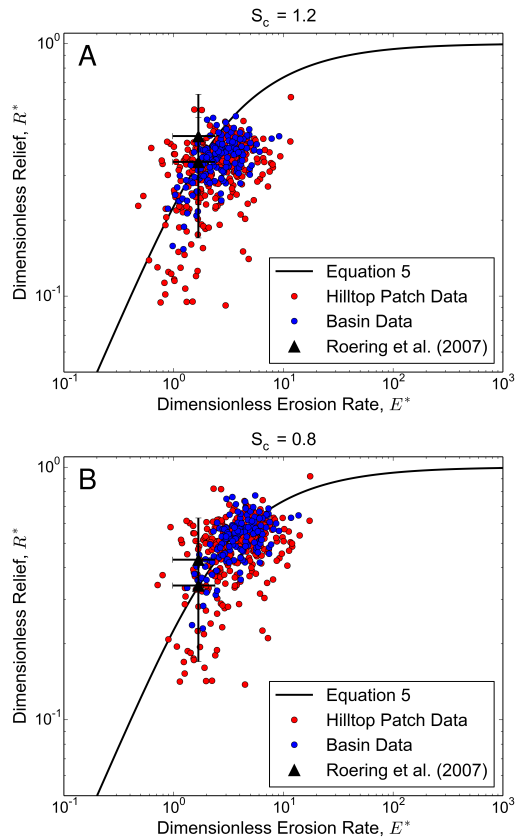 S_c = 1.2
A
10^0
10^-1
Dimensionless Relief, R*
Equation 5
Hilltop Patch Data
Basin Data
Roering et al. (2007)
10^-1 10^0 10^1 10^2 10^3
Dimensionless Erosion Rate, E*
S_c = 0.8
B
10^0
10^-1
Dimensionless Relief, R*
Equation 5
Hilltop Patch Data
Basin Data
Roering et al. (2007)
10^-1 10^0 10^1 10^2 10^3
Dimensionless Erosion Rate, E*